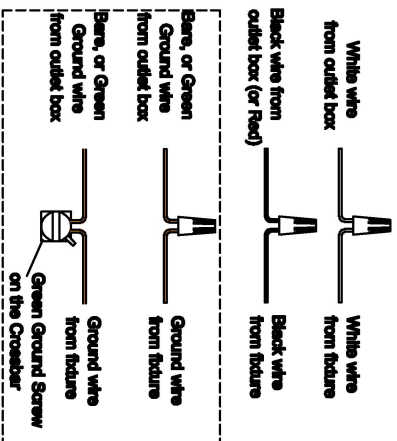 White wire
from outlet box
White wire
from fixture
Black wire from
outlet box (or Red)
Black wire
from fixture
Bare, or Green
Ground wire
from outlet box
Ground wire
from fixture
Bare, or Green
Ground wire
from outlet box
Ground wire
from fixture
Green Ground Screw
on the Crossbar